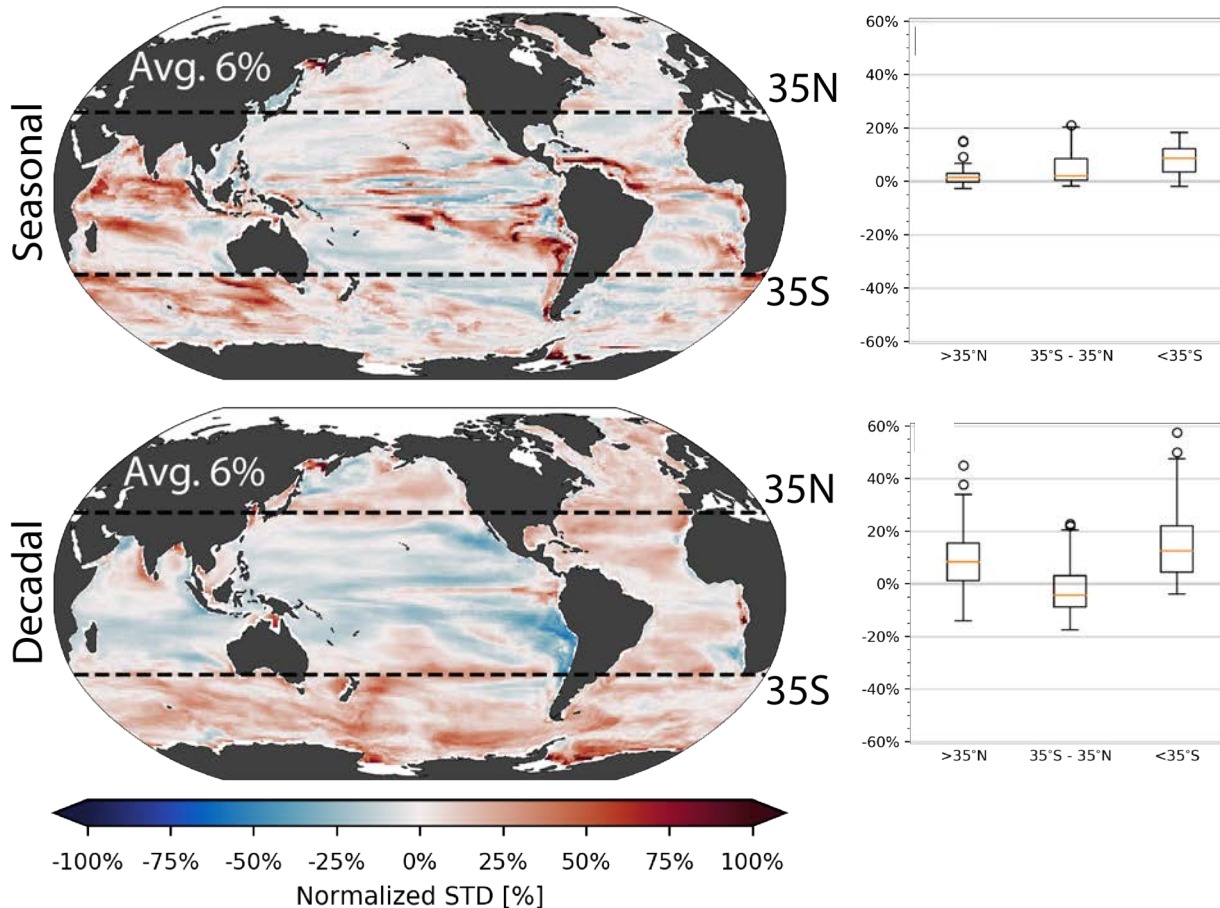 Seasonal
Avg. 6%
35N
35S
60%
40%
20%
0%
-20%
-40%
-60%
>35°N 35°S - 35°N <35°S
Decadal
Avg. 6%
35N
35S
60%
40%
20%
0%
-20%
-40%
-60%
>35°N 35°S - 35°N <35°S
-100% -75% -50% -25% 0% 25% 50% 75% 100%
Normalized STD [%]